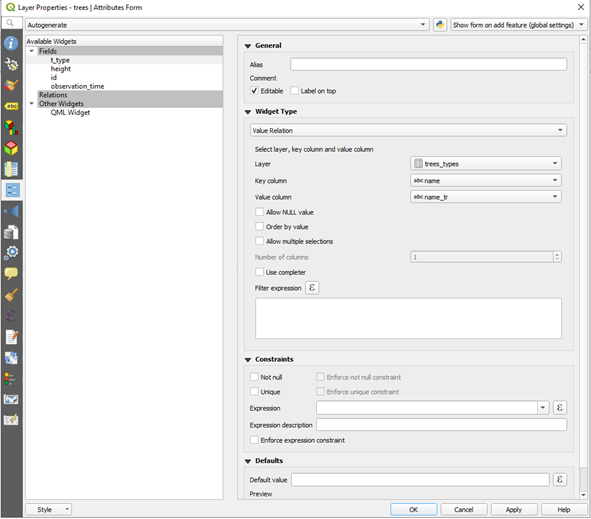 Layer Properties - trees | Attributes Form
Autogenerate
Show form on add feature (global settings)
Available Widgets
Fields
t_type
height
id
observation_time
Relations
Other Widgets
QML Widget
General
Alias
Comment
Editable
Label on top
Widget Type
Value Relation
Select layer, key column and value column
Layer
trees_types
Key column
abc name
Value column
abc name_tr
Allow NULL value
Order by value
Allow multiple selections
Number of columns
1
Use completer
Filter expression
ε
Constraints
Not null
Enforce not null constraint
Unique
Enforce unique constraint
Expression
ε
Expression description
Enforce expression constraint
Defaults
Default value
ε
Preview
Style
OK
Cancel
Apply
Help
abc